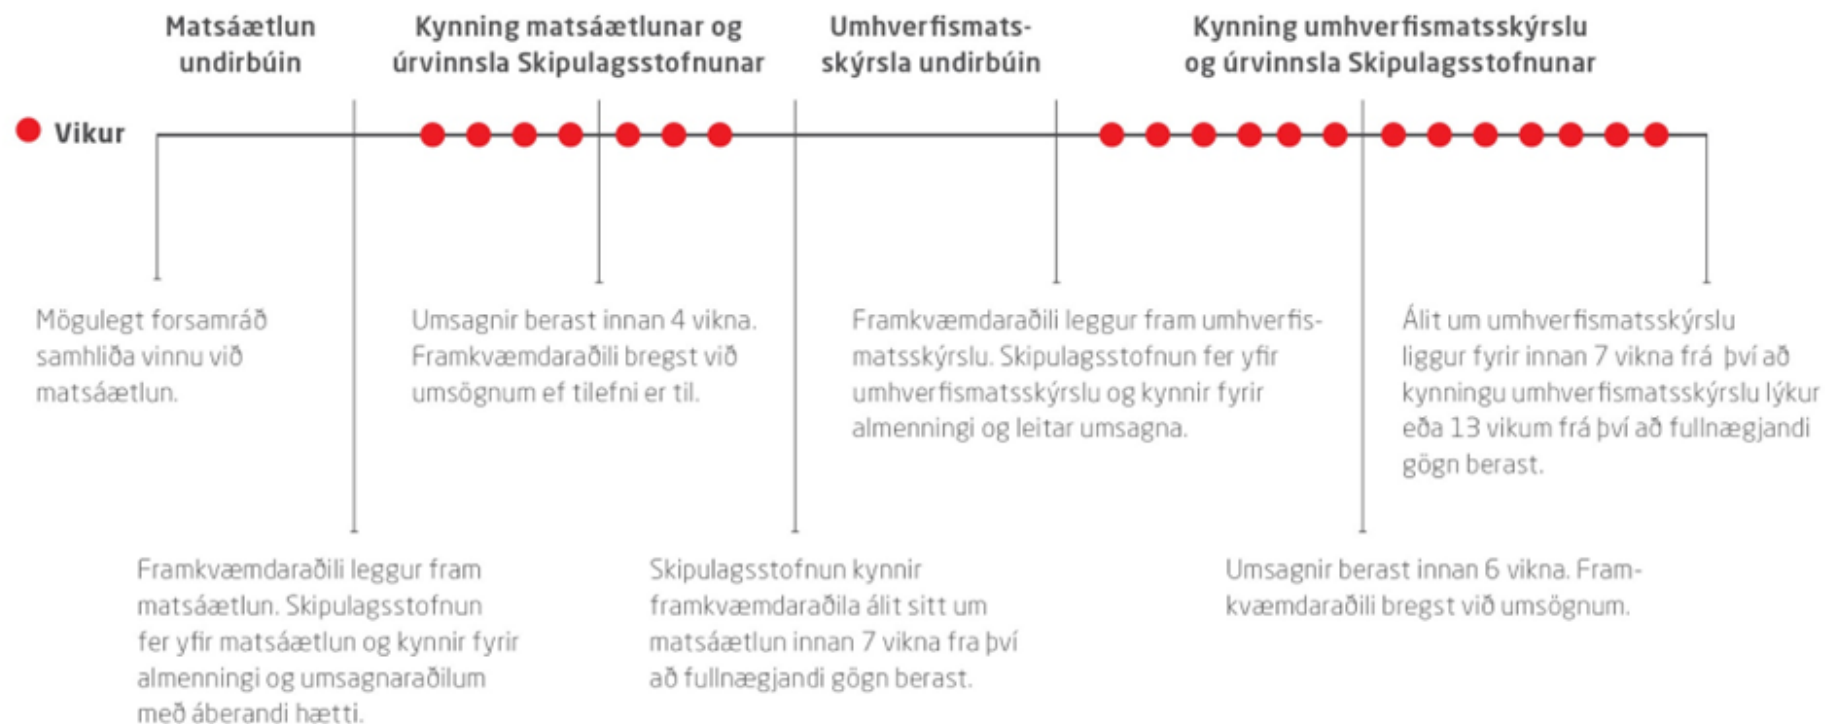 Matsáætlun
undirbúin
Kynning matsáætlunar og
úrvinnsla Skipulagsstofnunar
Umhverfismats-
skýrsla undirbúin
Kynning umhverfismatsskýrslu
og úrvinnsla Skipulagsstofnunar
Vikur
Mögulegt forsamráð
samhliða vinnu við
matsáætlun.
Umsagnir berast innan 4 vikna.
Framkvæmdaraðili bregst við
umsögnum ef tilefni er til.
Framkvæmdaraðili leggur fram umhverfis-
matsskýrslu. Skipulagsstofnun fer yfir
umhverfismatsskýrslu og kynnir fyrir
almenningi og leitar umsagna.
Álit um umhverfismatsskýrslu
liggur fyrir innan 7 vikna frá því að
kynningu umhverfismatsskýrslu lýkur
eða 13 vikum frá því að fullnægjandi
gögn berast.
Framkvæmdaraðili leggur fram
matsáætlun. Skipulagsstofnun
fer yfir matsáætlun og kynnir fyrir
almenningi og umsagnaraðilum
með áberandi hætti.
Skipulagsstofnun kynnir
framkvæmdaraðila álit sitt um
matsáætlun innan 7 vikna fra því
að fullnægjandi gögn berast.
Umsagnir berast innan 6 vikna. Fram-
kvæmdaraðili bregst við umsögnum.